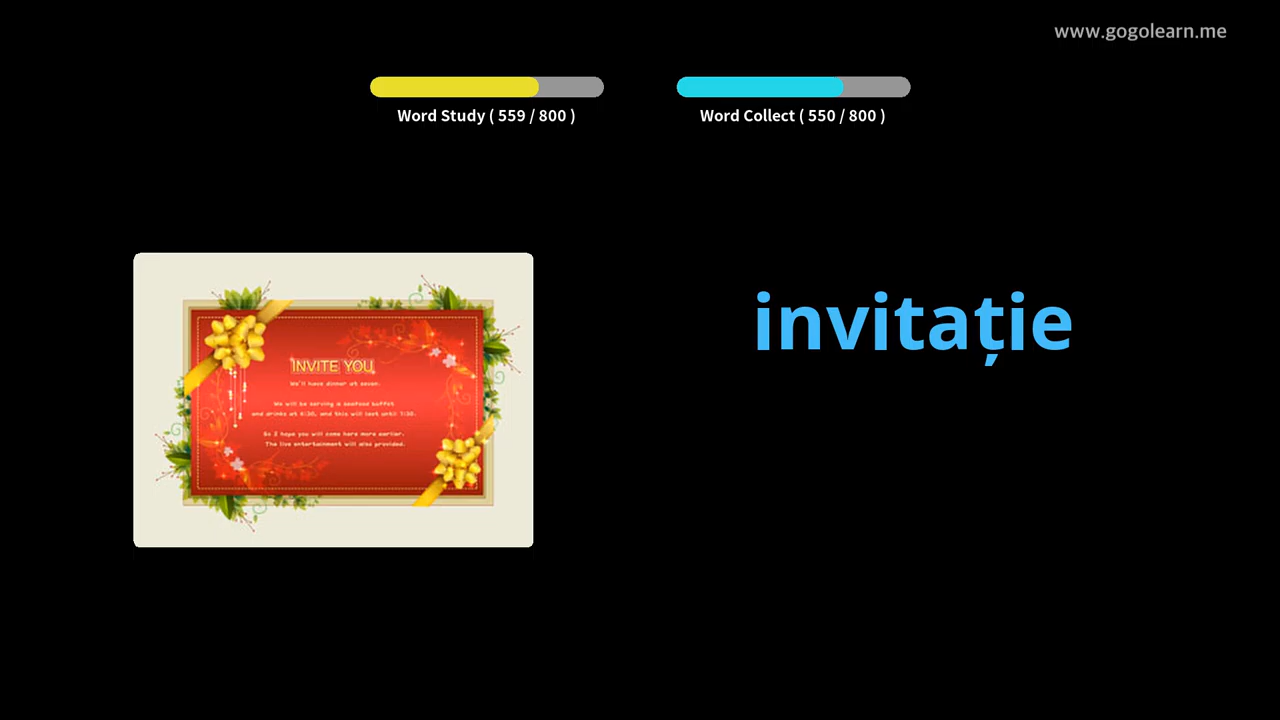 www.gogolearn.me
Word Study ( 559 / 800 )
Word Collect ( 550 / 800 )
invitație
INVITE YOU
We'll have dinner at seven.
We will be serving a seafood buffet
and drinks at 6:30, and this will last until 7:30.
So I hope you will come here more earlier.
The live entertainment will also provided.